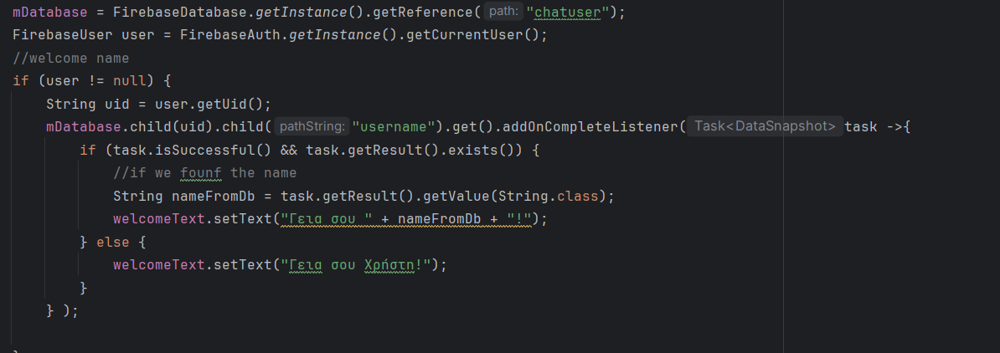 mDatabase = FirebaseDatabase.getInstance().getReference( path: "chatuser");
FirebaseUser user = FirebaseAuth.getInstance().getCurrentUser();
//welcome name
if (user != null) {
String uid = user.getUid();
mDatabase.child(uid).child( pathString: "username").get().addOnCompleteListener( Task<DataSnapshot> task ->{
if (task.isSuccessful() && task.getResult().exists()) {
//if we founf the name
String nameFromDb = task.getResult().getValue(String.class);
welcomeText.setText("Γεια σου " + nameFromDb + "!");
} else {
welcomeText.setText("Γεια σου Χρήστη!");
}
} );